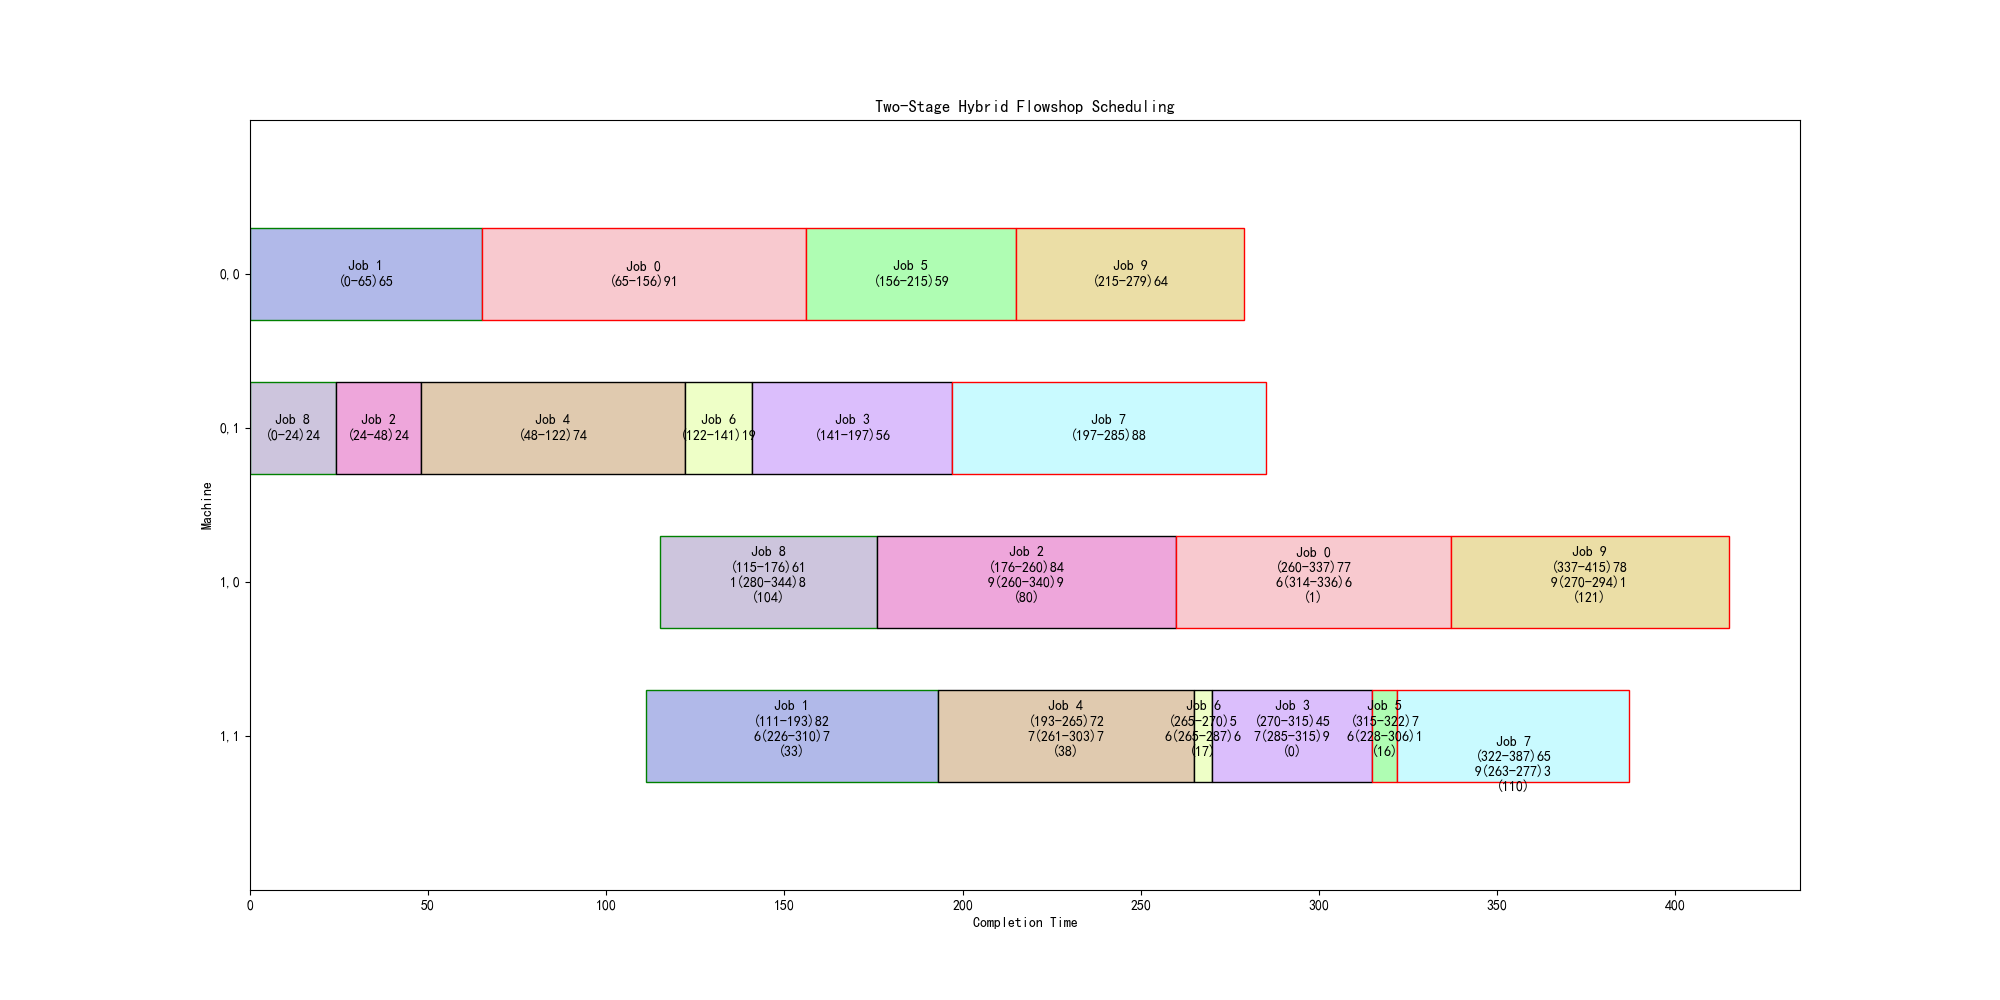 Two-Stage Hybrid Flowshop Scheduling
0,0
Job 1
(0-65)65
Job 0
(65-156)91
Job 5
(156-215)59
Job 9
(215-279)64
0,1
Job 8
(0-24)24
Job 2
(24-48)24
Job 4
(48-122)74
Job 6
(122-141)19
Job 3
(141-197)56
Job 7
(197-285)88
Machine
1,0
Job 8
(115-176)61
1(280-344)8
(104)
Job 2
(176-260)84
9(260-340)9
(80)
Job 0
(260-337)77
6(314-336)6
(1)
Job 9
(337-415)78
9(270-294)1
(121)
1,1
Job 1
(111-193)82
6(226-310)7
(33)
Job 4
(193-265)72
7(261-303)7
(38)
Job 6
(265-270)5
6(265-287)6
(17)
Job 3
(270-315)45
7(285-315)9
(0)
Job 5
(315-322)7
6(228-306)1
(16)
Job 7
(322-387)65
9(263-277)3
(110)
0
50
100
150
200
250
300
350
400
Completion Time